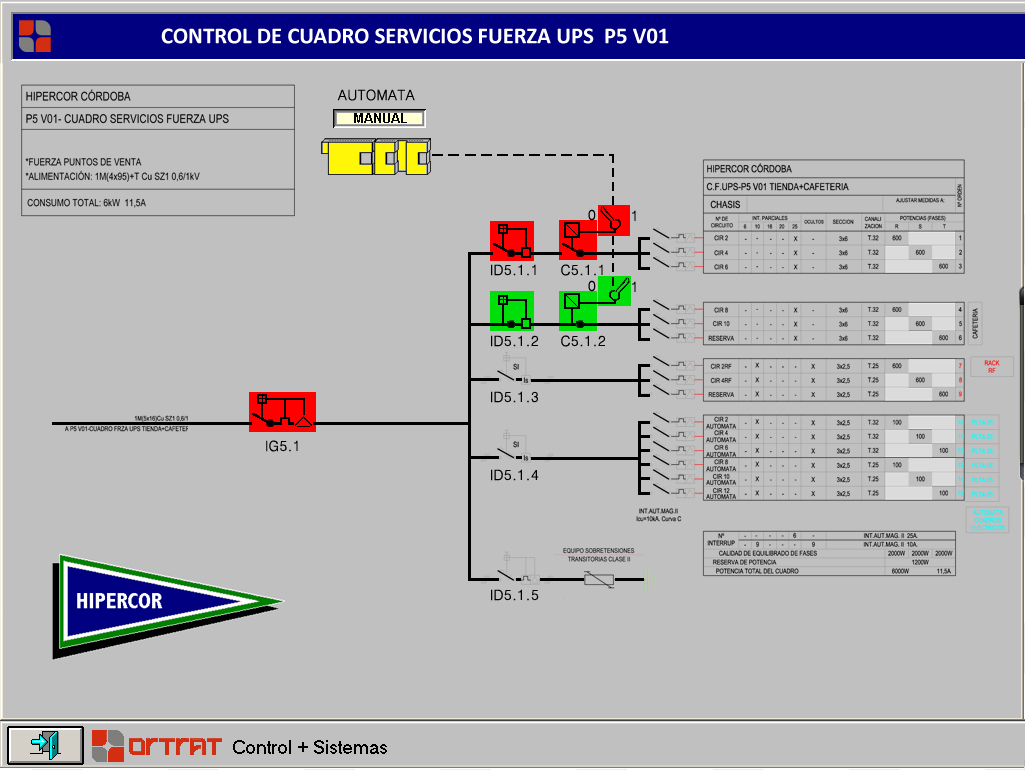 CONTROL DE CUADRO SERVICIOS FUERZA UPS P5 V01
HIPERCOR CÓRDOBA
P5 V01- CUADRO SERVICIOS FUERZA UPS
*FUERZA PUNTOS DE VENTA
*ALIMENTACIÓN: 1M(4x95)+T Cu SZ1 0,6/1kV
CONSUMO TOTAL: 6kW 11,5A
AUTOMATA
MANUAL
0 1
ID5.1.1 C5.1.1
0 1
ID5.1.2 C5.1.2
SI
Is
ID5.1.3
SI
Is
ID5.1.4
1M(5x16)Cu SZ1 0,6/1
A P5 V01-CUADRO FRZA UPS TIENDA+CAFETER
IG5.1
EQUIPO SOBRETENSIONES
TRANSITORIAS CLASE II
ID5.1.5
INT.AUT.MAG.II
Icu=10kA, Curva C
HIPERCOR CÓRDOBA
C.F.UPS-P5 V01 TIENDA+CAFETERIA
Nº ORDEN
CHASIS AJUSTAR MEDIDAS A:
Nº DE CIRCUITO INT. PARCIALES OCULTOS SECCION CANALI ZACION POTENCIAS (FASES)
6 10 16 20 25 R S T
CIR 2 - - - - X - 3x6 T.32 600 1
CIR 4 - - - - X - 3x6 T.32 600 2
CIR 6 - - - - X - 3x6 T.32 600 3
CIR 8 - - - - X - 3x6 T.32 600 4
CIR 10 - - - - X - 3x6 T.32 600 5
RESERVA - - - - X - 3x6 T.32 600 6
CAFETERIA
CIR 2RF - X - - - X 3x2,5 T.25 600 7
CIR 4RF - X - - - X 3x2,5 T.25 600 8
RESERVA - X - - - X 3x2,5 T.25 600 9
RACK
RF
CIR 2 AUTOMATA - X - - - X 3x2,5 T.32 100
CIR 4 AUTOMATA - X - - - X 3x2,5 T.25 100
CIR 6 AUTOMATA - X - - - X 3x2,5 T.32 100
CIR 8 AUTOMATA - X - - - X 3x2,5 T.25 100
CIR 10 AUTOMATA - X - - - X 3x2,5 T.25 100
CIR 12 AUTOMATA - X - - - X 3x2,5 T.25 100
Nº INTERRUP - - - - 6 - INT.AUT.MAG. II 25A.
- 9 - - - 9 INT.AUT.MAG. II 10A.
CALIDAD DE EQUILIBRADO DE FASES 2000W 2000W 2000W
RESERVA DE POTENCIA 1200W
POTENCIA TOTAL DEL CUADRO 6000W 11,5A
HIPERCOR
ORTRAT Control + Sistemas